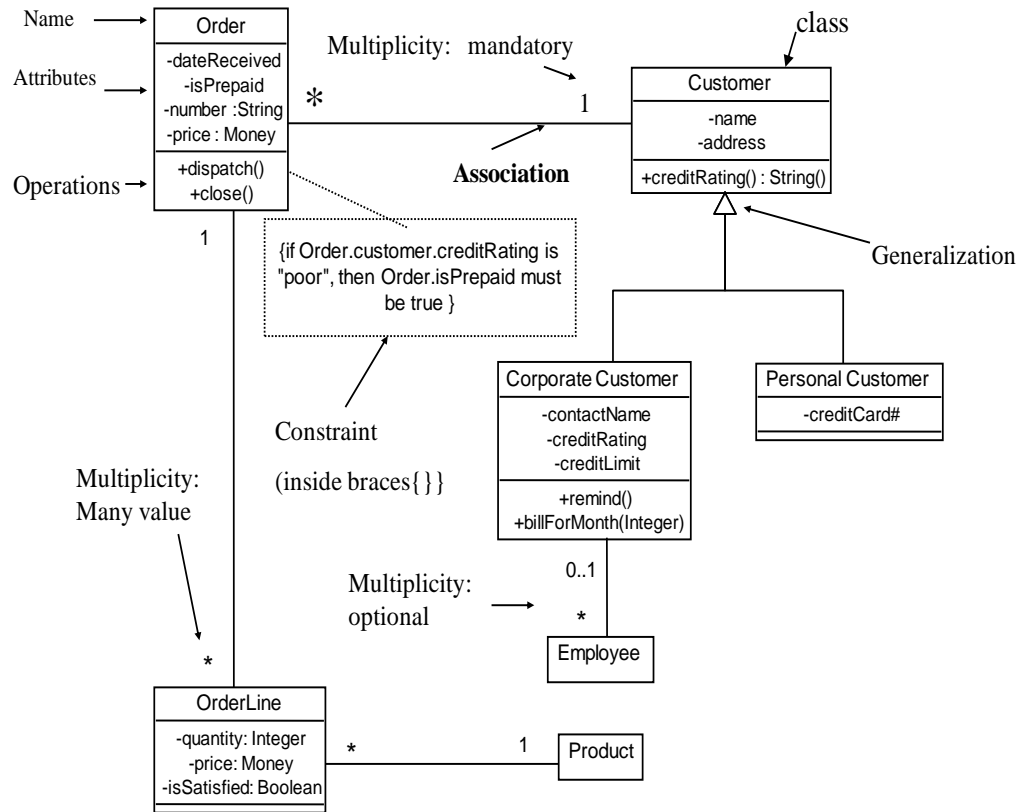 Name
Order
class
Multiplicity: mandatory
-dateReceived
-isPrepaid
-number :String
-price : Money
Attributes
*
1
Customer
-name
-address
+creditRating() : String()
Association
Operations
+dispatch()
+close()
1
{if Order.customer.creditRating is
"poor", then Order.isPrepaid must
be true }
Generalization
Corporate Customer
-contactName
-creditRating
-creditLimit
+remind()
+billForMonth(Integer)
Personal Customer
-creditCard#
Constraint
(inside braces{}}
Multiplicity:
Many value
0..1
Multiplicity:
optional
*
Employee
*
OrderLine
-quantity: Integer
-price: Money
-isSatisfied: Boolean
*
1
Product